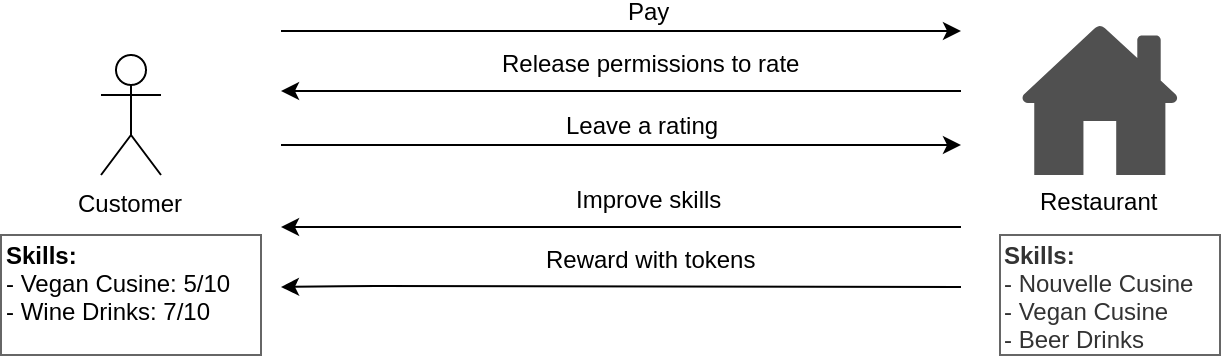 Pay
Release permissions to rate
Leave a rating
Improve skills
Reward with tokens
Customer
Restaurant
Skills:
- Vegan Cusine: 5/10
- Wine Drinks: 7/10
Skills:
- Nouvelle Cusine
- Vegan Cusine
- Beer Drinks